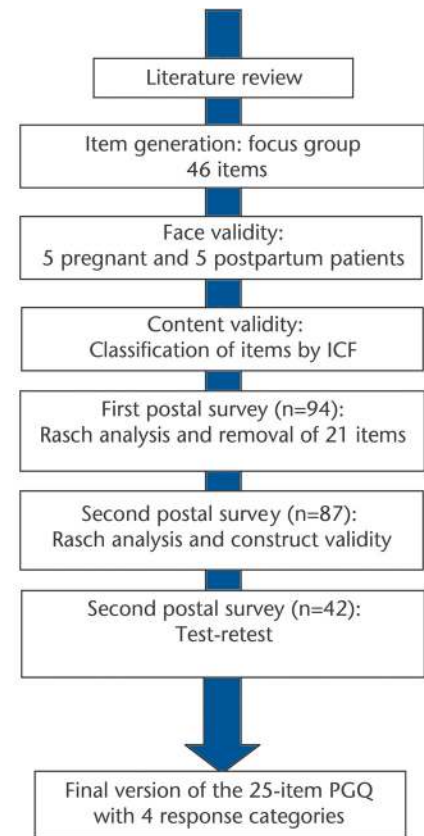 Literature review
Item generation: focus group
46 items
Face validity:
5 pregnant and 5 postpartum patients
Content validity:
Classification of items by ICF
First postal survey (n=94):
Rasch analysis and removal of 21 items
Second postal survey (n=87):
Rasch analysis and construct validity
Second postal survey (n=42):
Test-retest
Final version of the 25-item PGQ
with 4 response categories